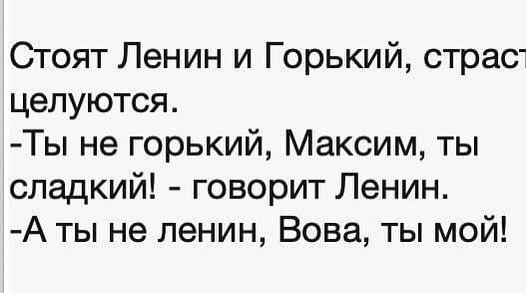 Стоят Ленин и Горький, страст
целуются.
-Ты не горький, Максим, ты
сладкий! - говорит Ленин.
-А ты не ленин, Вова, ты мой!